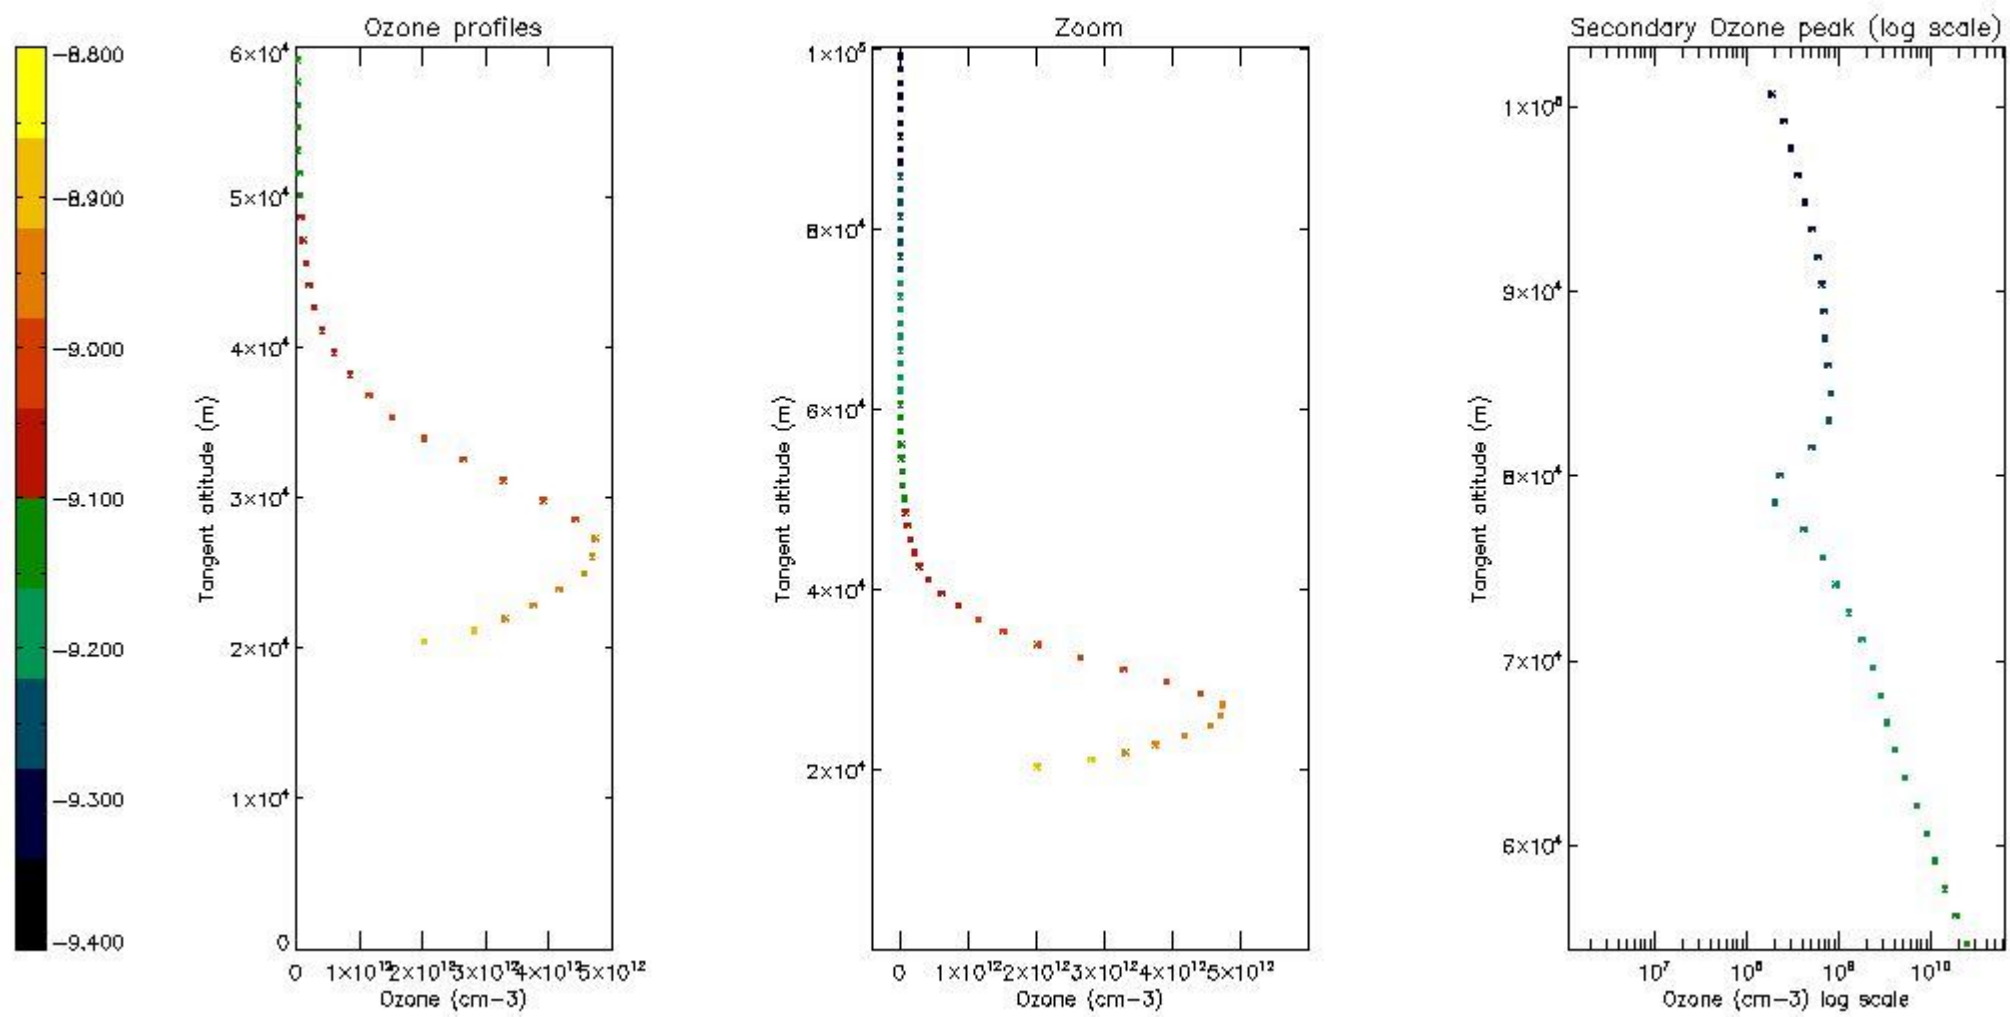 Ozone profiles
Zoom
Secondary Ozone peak (log scale)
-8.800
-8.900
-9.000
-9.100
-9.200
-9.300
-9.400
6×10⁴
5×10⁴
4×10⁴
3×10⁴
2×10⁴
1×10⁴
0
Tangent altitude (m)
0 1×10¹² 2×10¹² 3×10¹² 4×10¹² 5×10¹²
Ozone (cm-3)
1×10⁵
8×10⁴
6×10⁴
4×10⁴
2×10⁴
Tangent altitude (m)
0 1×10¹² 2×10¹² 3×10¹² 4×10¹² 5×10¹²
Ozone (cm-3)
1×10⁵
9×10⁴
8×10⁴
7×10⁴
6×10⁴
Tangent altitude (m)
10⁷ 10⁸ 10⁹ 10¹⁰
Ozone (cm-3) log scale